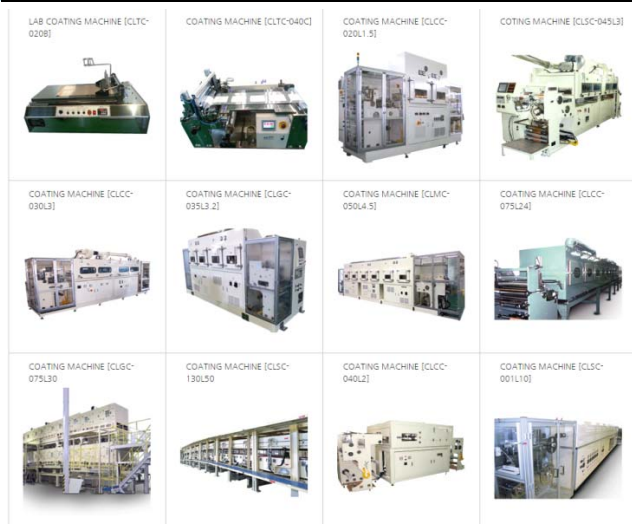 LAB COATING MACHINE [CLTC-
020B]
COATING MACHINE [CLTC-040C]
COATING MACHINE [CLCC-
020L1.5]
COTING MACHINE [CLSC-045L3]
COATING MACHINE [CLCC-
030L3]
COATING MACHINE [CLGC-
035L3.2]
COATING MACHINE [CLMC-
050L4.5]
COATING MACHINE [CLCC-
075L24]
COATING MACHINE [CLGC-
075L30
COATING MACHINE [CLSC-
130L50
COATING MACHINE [CLCC-
040L2]
COATING MACHINE [CLSC-
001L10]